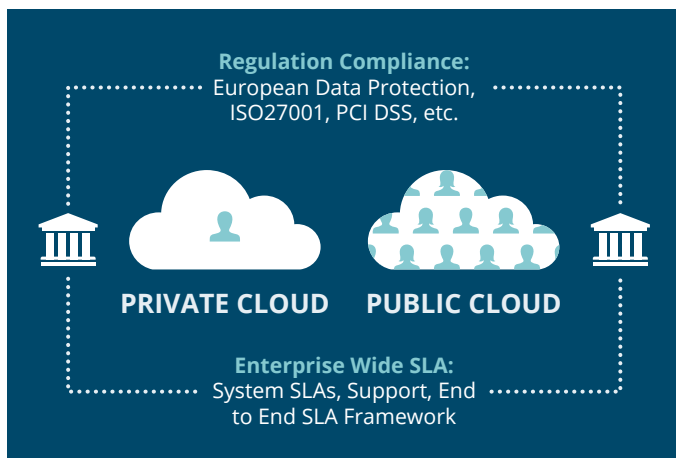 Regulation Compliance:
European Data Protection,
ISO27001, PCI DSS, etc.
PRIVATE CLOUD
PUBLIC CLOUD
Enterprise Wide SLA:
System SLAs, Support, End
to End SLA Framework